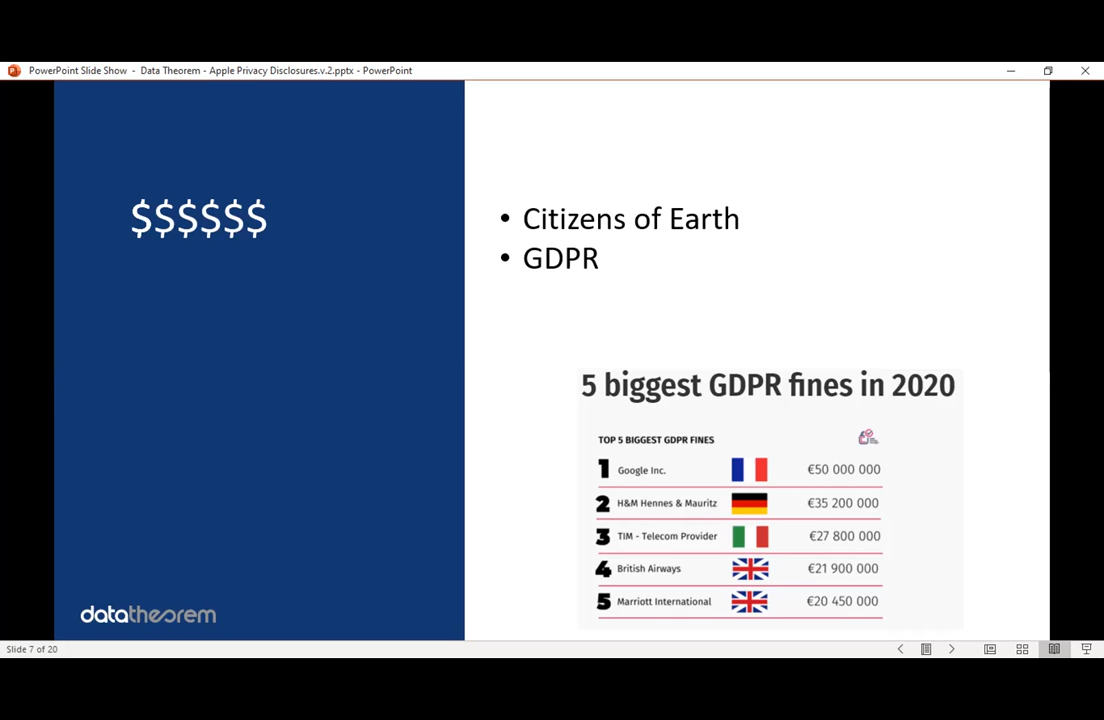 PowerPoint Slide Show - Data Theorem - Apple Privacy Disclosures.v.2.pptx - PowerPoint
$$$$$$
• Citizens of Earth
• GDPR
5 biggest GDPR fines in 2020
TOP 5 BIGGEST GDPR FINES
1 Google Inc. €50 000 000
2 H&M Hennes & Mauritz €35 200 000
3 TIM - Telecom Provider €27 800 000
4 British Airways €21 900 000
5 Marriott International €20 450 000
datatheorem
Slide 7 of 20